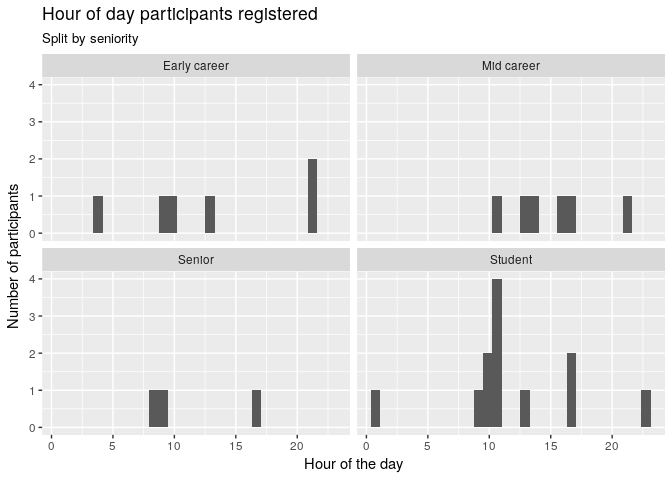 Hour of day participants registered
Split by seniority
Early career
Mid career
4
3
2
1
0
Senior
Student
4
3
2
1
0
0 5 10 15 20
0 5 10 15 20
Hour of the day
Number of participants